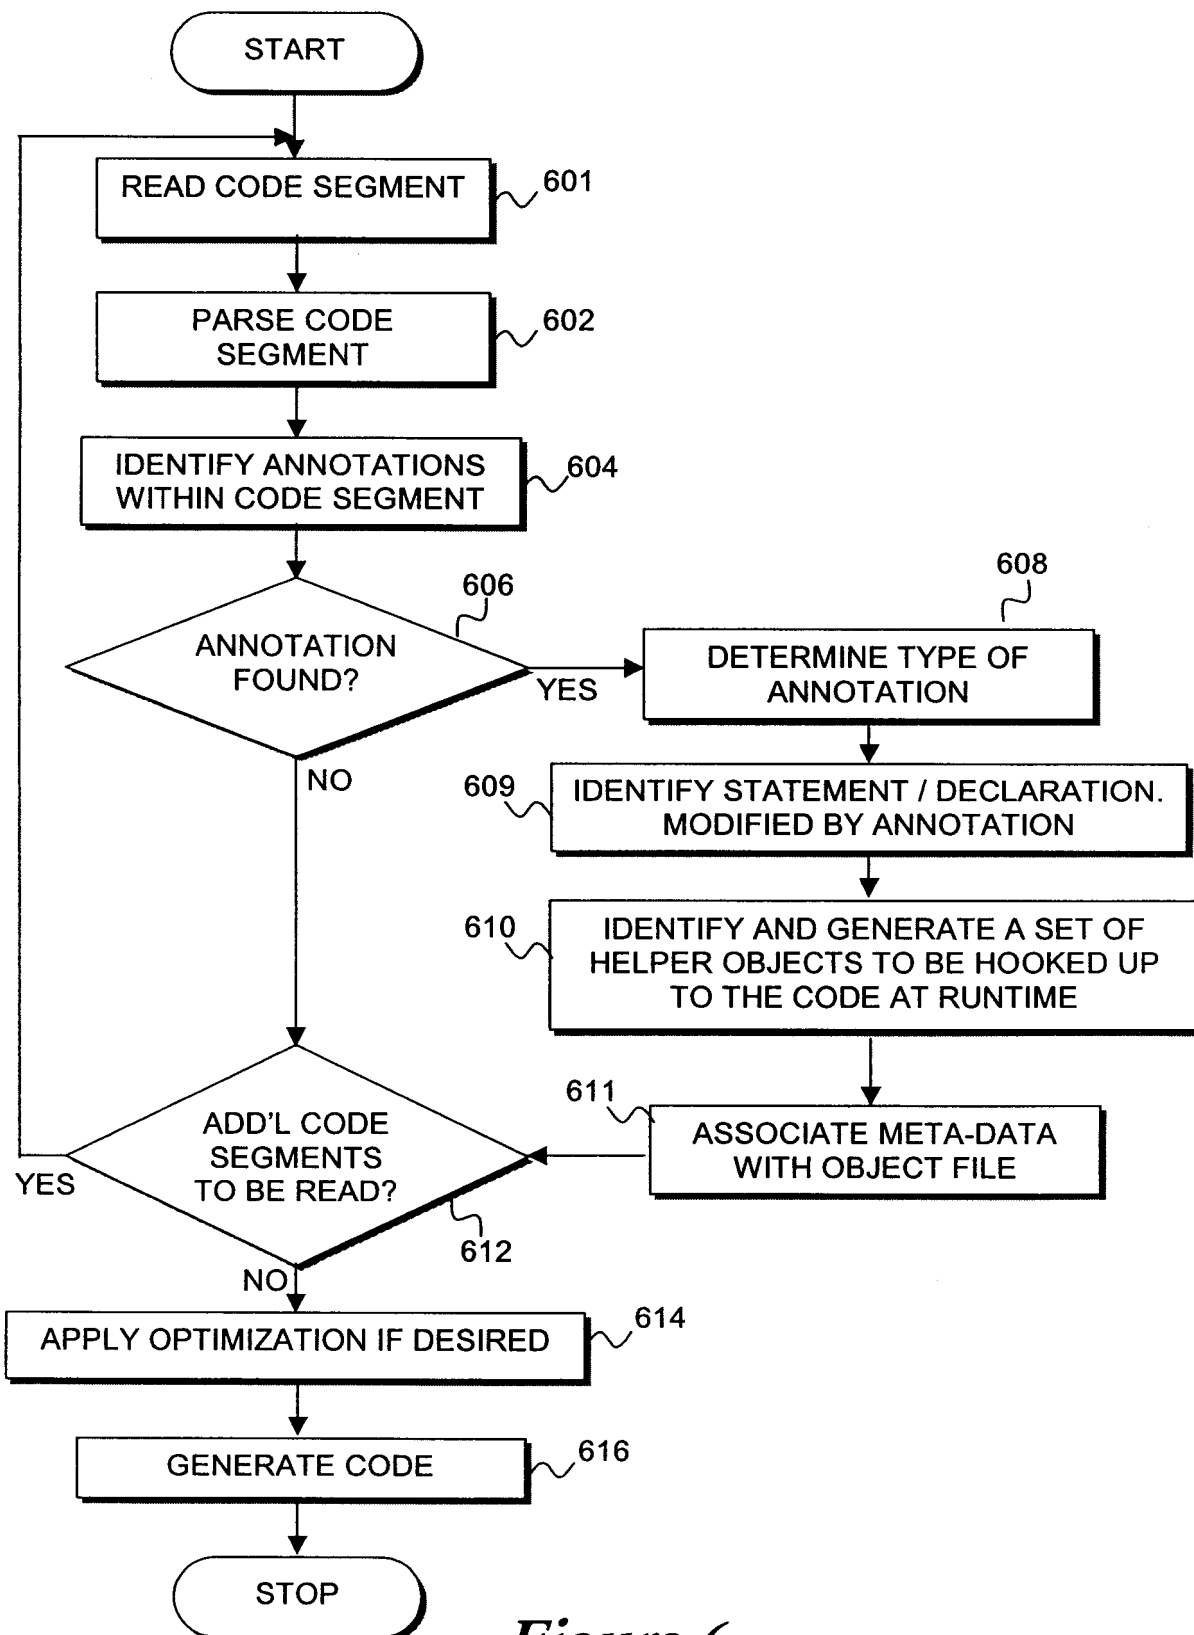 START
READ CODE SEGMENT
601
PARSE CODE
SEGMENT
602
IDENTIFY ANNOTATIONS
WITHIN CODE SEGMENT
604
606
ANNOTATION
FOUND?
YES
NO
608
DETERMINE TYPE OF
ANNOTATION
609
IDENTIFY STATEMENT / DECLARATION.
MODIFIED BY ANNOTATION
610
IDENTIFY AND GENERATE A SET OF
HELPER OBJECTS TO BE HOOKED UP
TO THE CODE AT RUNTIME
611
ASSOCIATE META-DATA
WITH OBJECT FILE
ADD'L CODE
SEGMENTS
TO BE READ?
YES
612
NO
APPLY OPTIMIZATION IF DESIRED
614
GENERATE CODE
616
STOP
Figure 6